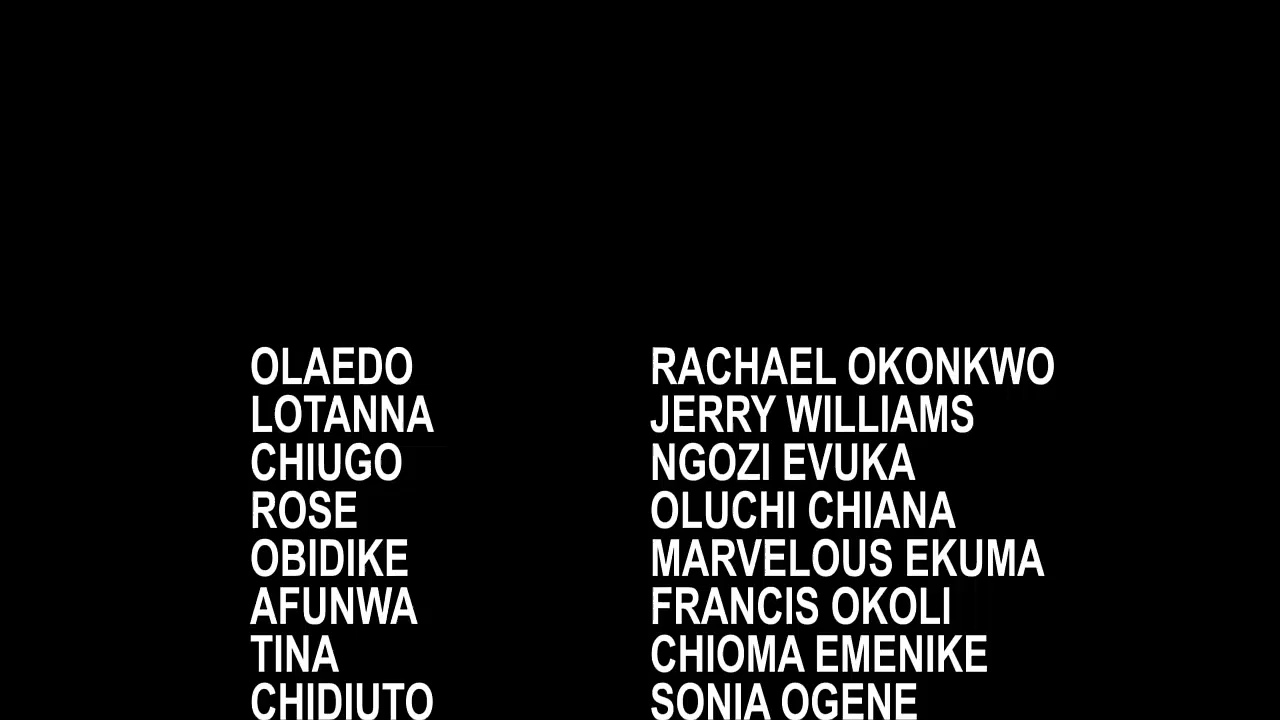 OLAEDO RACHAEL OKONKWO
LOTANNA JERRY WILLIAMS
CHIUGO NGOZI EVUKA
ROSE OLUCHI CHIANA
OBIDIKE MARVELOUS EKUMA
AFUNWA FRANCIS OKOLI
TINA CHIOMA EMENIKE
CHIDIUTO SONIA OGENE